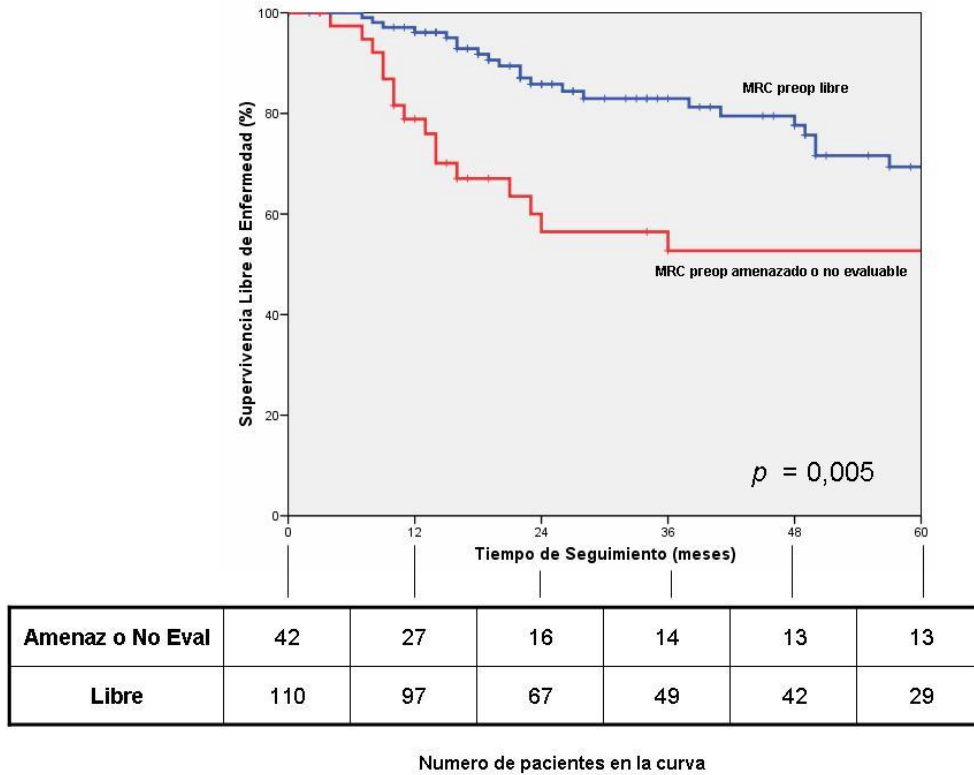 100
80
60
40
20
0
Supervivencia Libre de Enfermedad (%)
MRC preop libre
MRC preop amenazado o no evaluable
p = 0,005
0 12 24 36 48 60
Tiempo de Seguimiento (meses)
Amenaz o No Eval 42 27 16 14 13 13
Libre 110 97 67 49 42 29
Numero de pacientes en la curva